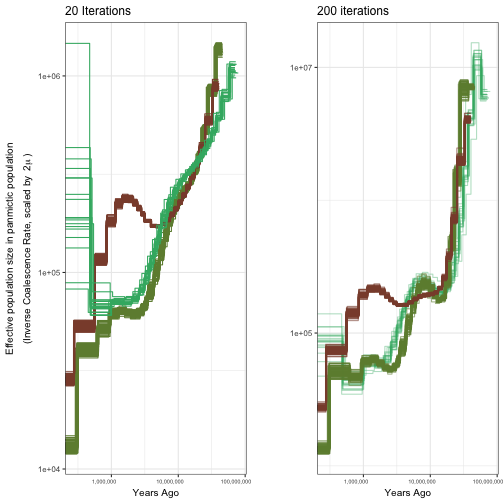 20 Iterations
200 iterations
Effective population size in panmictic population
(Inverse Coalescence Rate, scaled by 2μ)
1e+06
1e+05
1e+04
1e+07
1e+05
1,000,000 10,000,000 100,000,000
1,000,000 10,000,000 100,000,000
Years Ago
Years Ago